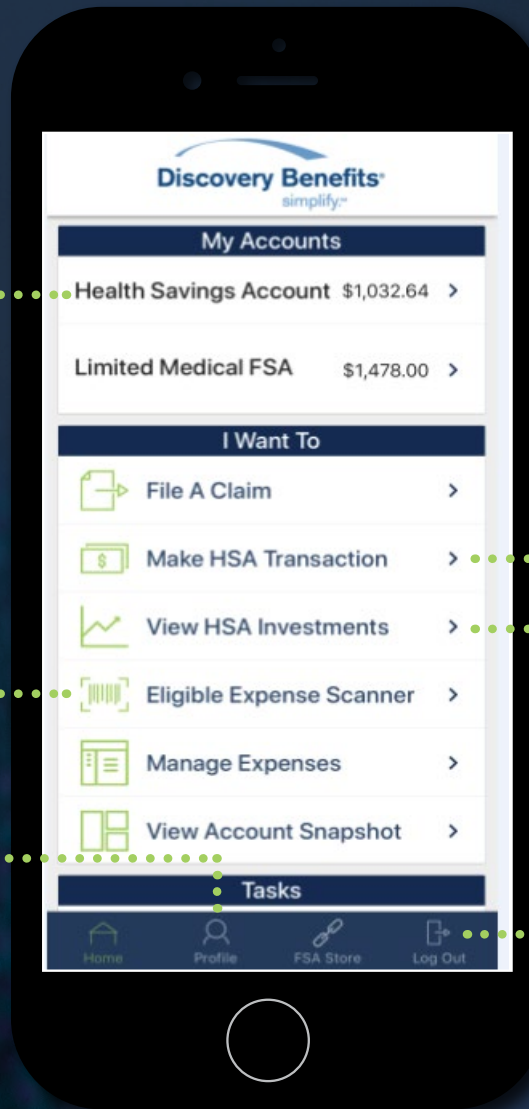 Discovery Benefits®
simplify.™
My Accounts
Health Savings Account $1,032.64 >
Limited Medical FSA $1,478.00 >
I Want To
File A Claim >
$ Make HSA Transaction >
View HSA Investments >
Eligible Expense Scanner >
Manage Expenses >
View Account Snapshot >
Tasks
Home Profile FSA Store Log Out